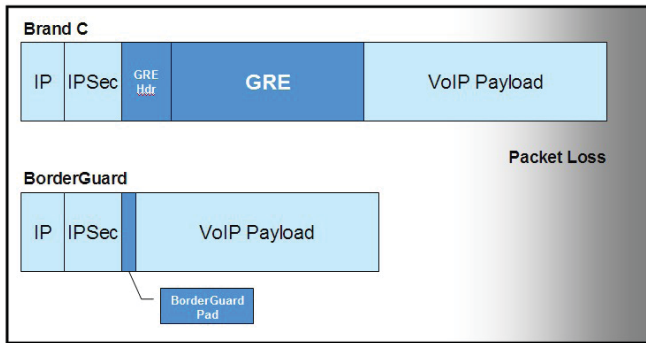 Brand C
IP IPSec GRE Hdr GRE VoIP Payload
Packet Loss
BorderGuard
IP IPSec VoIP Payload
BorderGuard
Pad